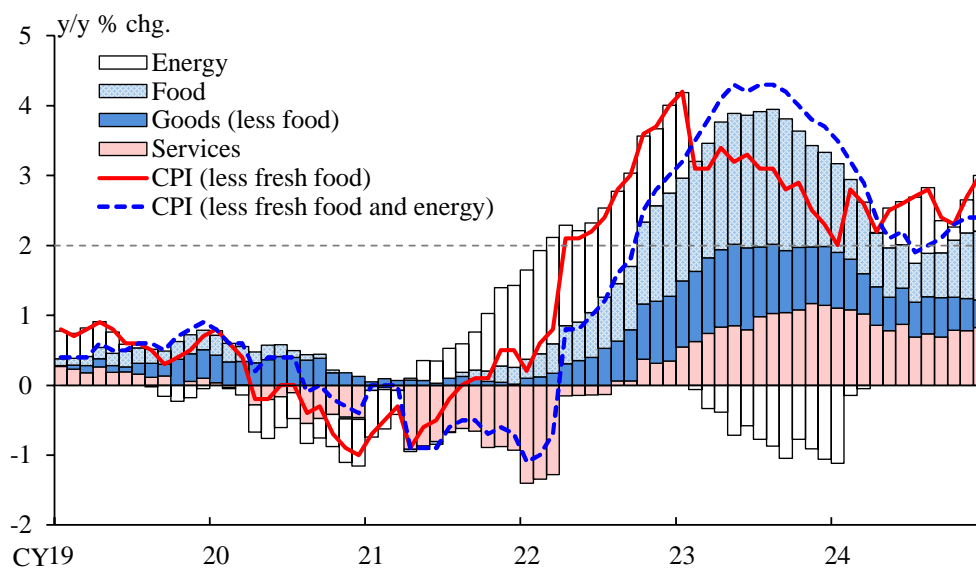 y/y % chg.
5
4
3
2
1
0
-1
-2
Energy
Food
Goods (less food)
Services
CPI (less fresh food)
CPI (less fresh food and energy)
CY19 20 21 22 23 24